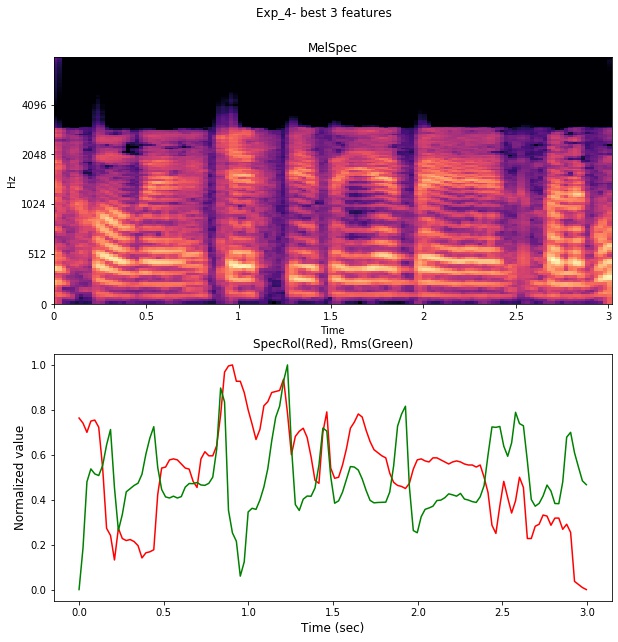 Exp_4- best 3 features
MelSpec
4096
2048
1024
512
0
Hz
0 0.5 1 1.5 2 2.5 3
Time
SpecRol(Red), Rms(Green)
1.0
0.8
0.6
0.4
0.2
0.0
Normalized value
0.0 0.5 1.0 1.5 2.0 2.5 3.0
Time (sec)